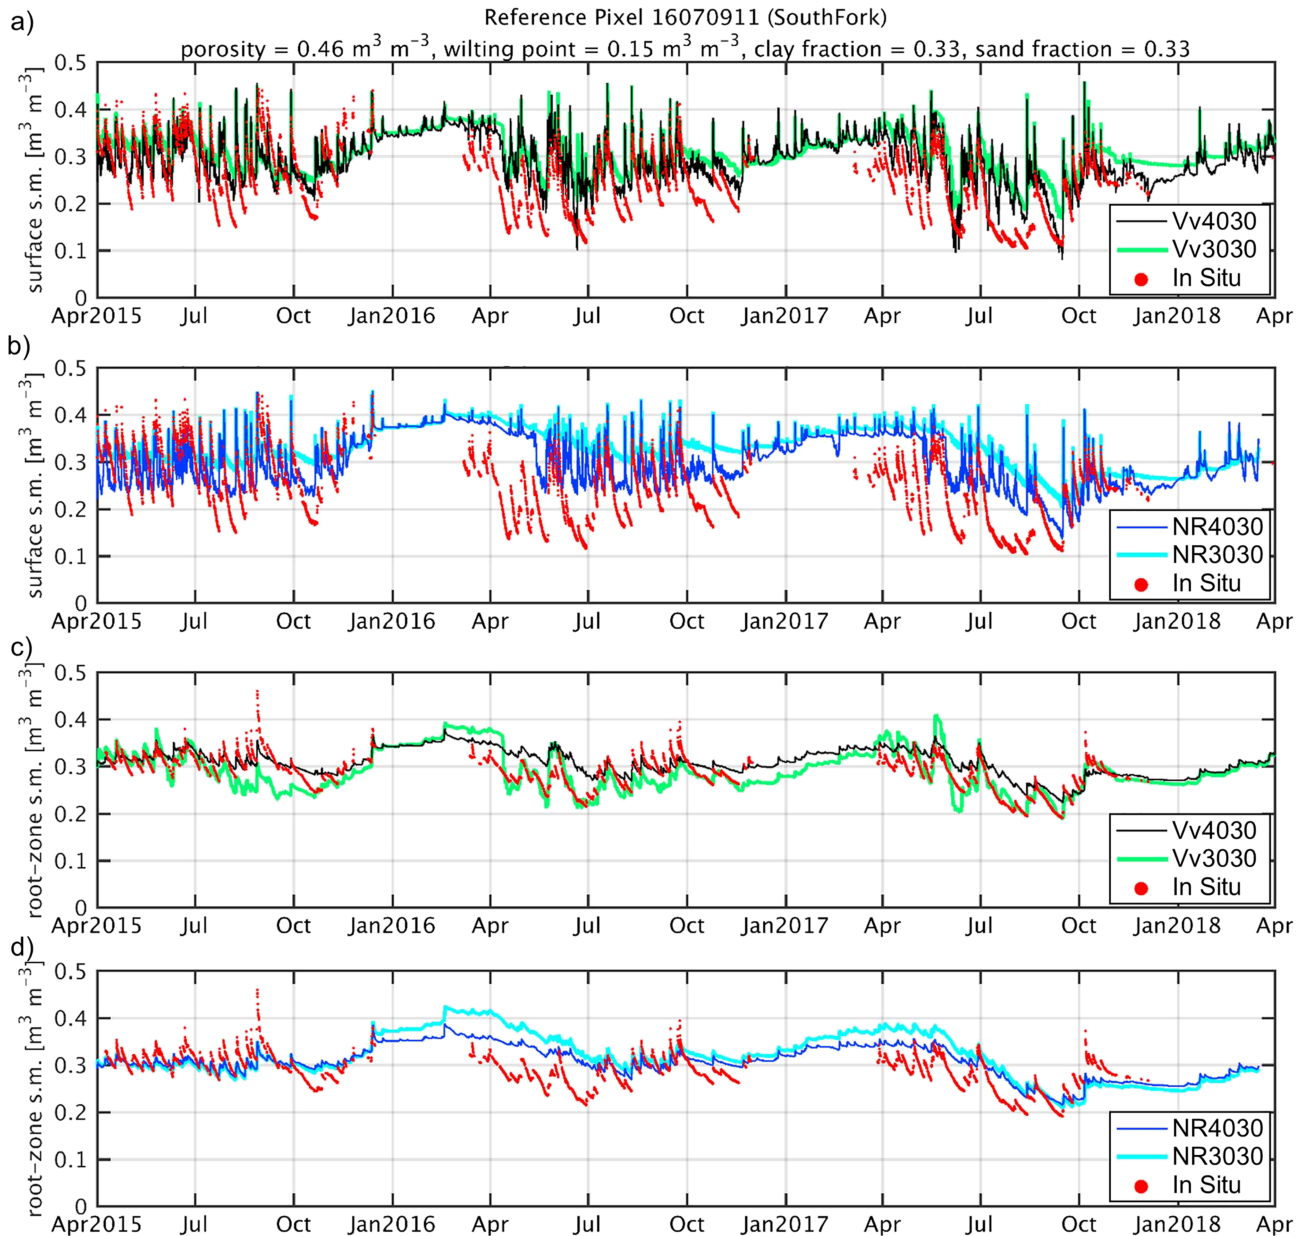 a)
Reference Pixel 16070911 (SouthFork)
porosity = 0.46 m³ m⁻³, wilting point = 0.15 m³ m⁻³, clay fraction = 0.33, sand fraction = 0.33
surface s.m. [m³ m⁻³]
0.5
0.4
0.3
0.2
0.1
0
Vv4030
Vv3030
In Situ
Apr2015 Jul Oct Jan2016 Apr Jul Oct Jan2017 Apr Jul Oct Jan2018 Apr
b)
surface s.m. [m³ m⁻³]
0.5
0.4
0.3
0.2
0.1
0
NR4030
NR3030
In Situ
Apr2015 Jul Oct Jan2016 Apr Jul Oct Jan2017 Apr Jul Oct Jan2018 Apr
c)
root-zone s.m. [m³ m⁻³]
0.5
0.4
0.3
0.2
0.1
0
Vv4030
Vv3030
In Situ
Apr2015 Jul Oct Jan2016 Apr Jul Oct Jan2017 Apr Jul Oct Jan2018 Apr
d)
root-zone s.m. [m³ m⁻³]
0.5
0.4
0.3
0.2
0.1
0
NR4030
NR3030
In Situ
Apr2015 Jul Oct Jan2016 Apr Jul Oct Jan2017 Apr Jul Oct Jan2018 Apr